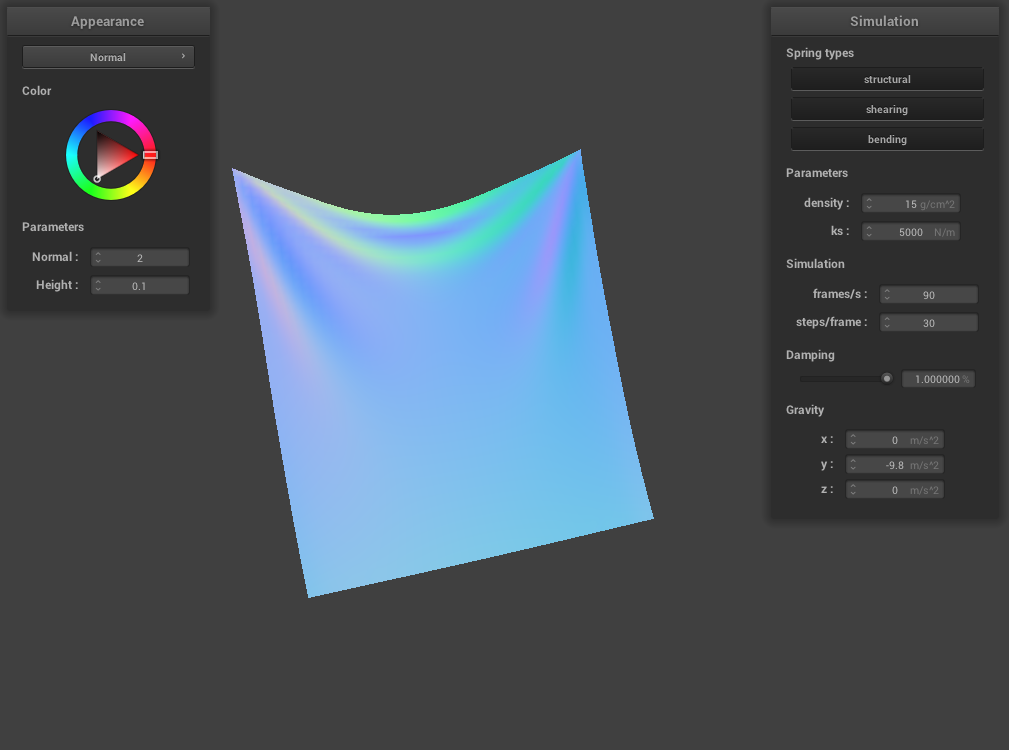 Appearance
Normal ›
Color
Parameters
Normal : 2
Height : 0.1
Simulation
Spring types
structural
shearing
bending
Parameters
density : 15 g/cm^2
ks : 5000 N/m
Simulation
frames/s : 90
steps/frame : 30
Damping
1.000000 %
Gravity
x : 0 m/s^2
y : -9.8 m/s^2
z : 0 m/s^2